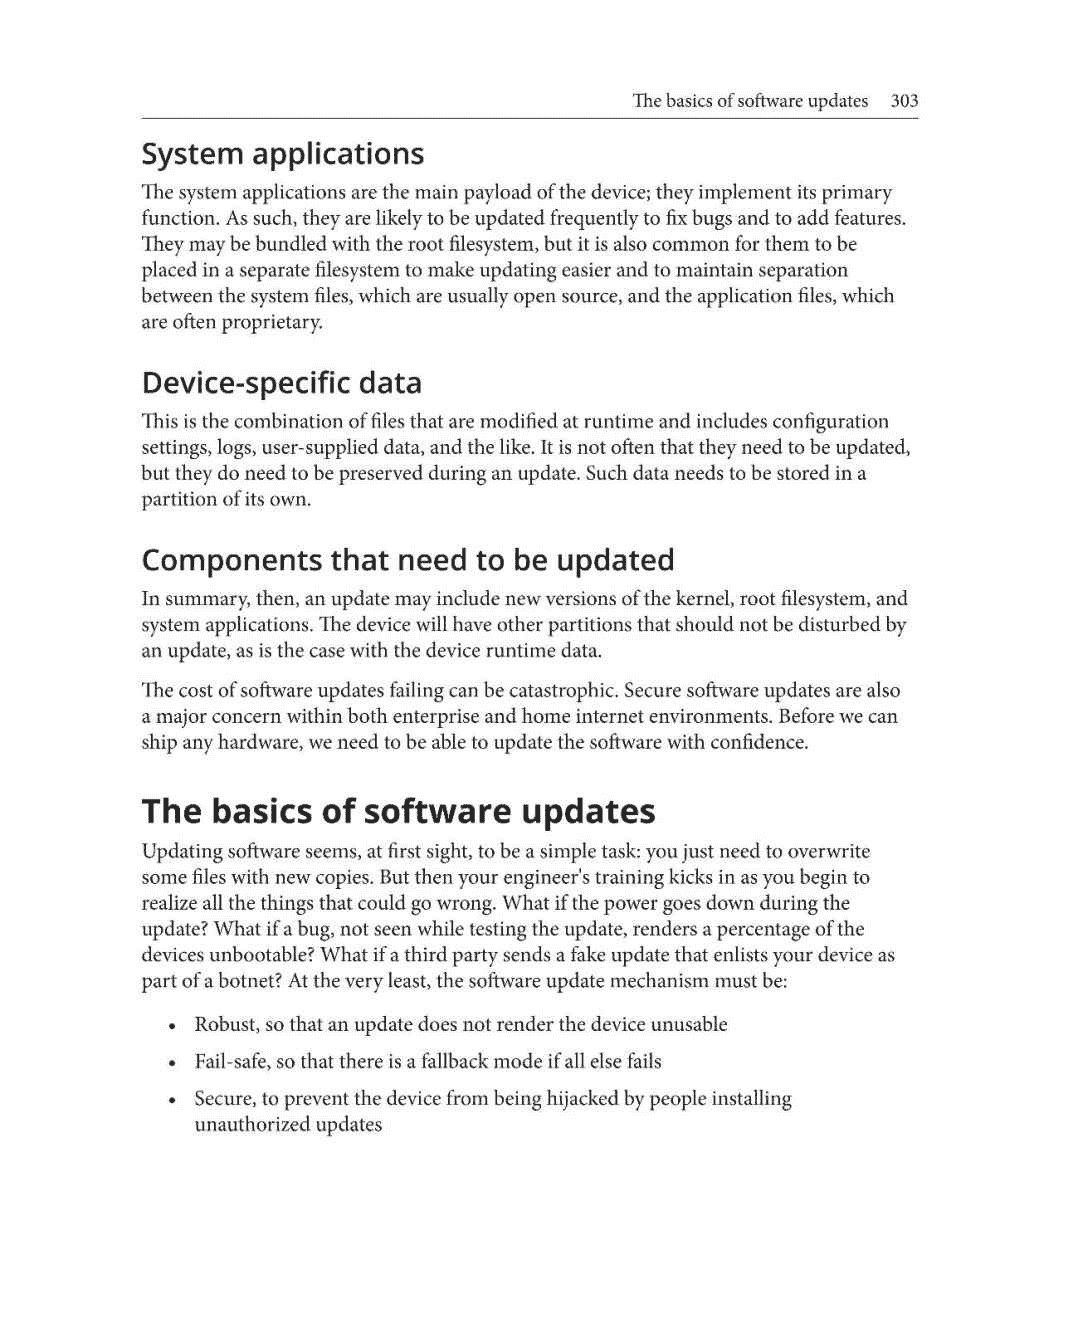 The basics of software updates 303
System applications
The system applications are the main payload of the device; they implement its primary
function. As such, they are likely to be updated frequently to fix bugs and to add features.
They may be bundled with the root filesystem, but it is also common for them to be
placed in a separate filesystem to make updating easier and to maintain separation
between the system files, which are usually open source, and the application files, which
are often proprietary.
Device-specific data
This is the combination of files that are modified at runtime and includes configuration
settings, logs, user-supplied data, and the like. It is not often that they need to be updated,
but they do need to be preserved during an update. Such data needs to be stored in a
partition of its own.
Components that need to be updated
In summary, then, an update may include new versions of the kernel, root filesystem, and
system applications. The device will have other partitions that should not be disturbed by
an update, as is the case with the device runtime data.
The cost of software updates failing can be catastrophic. Secure software updates are also
a major concern within both enterprise and home internet environments. Before we can
ship any hardware, we need to be able to update the software with confidence.
The basics of software updates
Updating software seems, at first sight, to be a simple task: you just need to overwrite
some files with new copies. But then your engineer's training kicks in as you begin to
realize all the things that could go wrong. What if the power goes down during the
update? What if a bug, not seen while testing the update, renders a percentage of the
devices unbootable? What if a third party sends a fake update that enlists your device as
part of a botnet? At the very least, the software update mechanism must be:
• Robust, so that an update does not render the device unusable
• Fail-safe, so that there is a fallback mode if all else fails
• Secure, to prevent the device from being hijacked by people installing
unauthorized updates